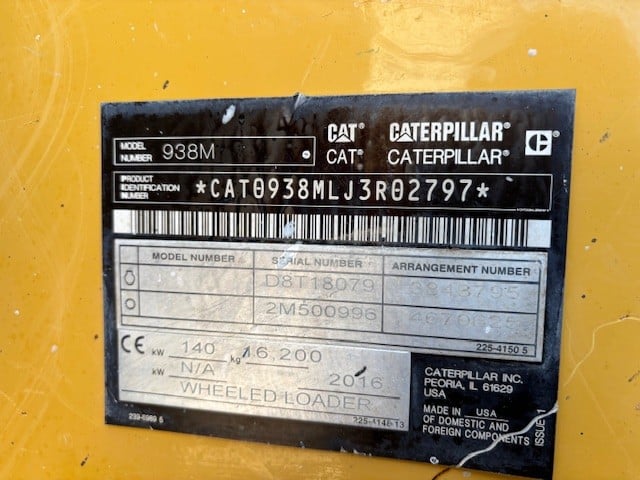 CAT® CATERPILLAR®
CAT® CATERPILLAR®
MODEL NUMBER 938M
PRODUCT IDENTIFICATION NUMBER *CAT0938MLJ3R02797*
MODEL NUMBER SERIAL NUMBER ARRANGEMENT NUMBER
D8T18079 3343795
2M500996
225-4150 5
CE kW 140 kg 16,200
kW N/A 2016
WHEELED LOADER
225-4148 13
CATERPILLAR INC.
PEORIA, IL 61629
USA
MADE IN USA
OF DOMESTIC AND
FOREIGN COMPONENTS
ISSUE 1